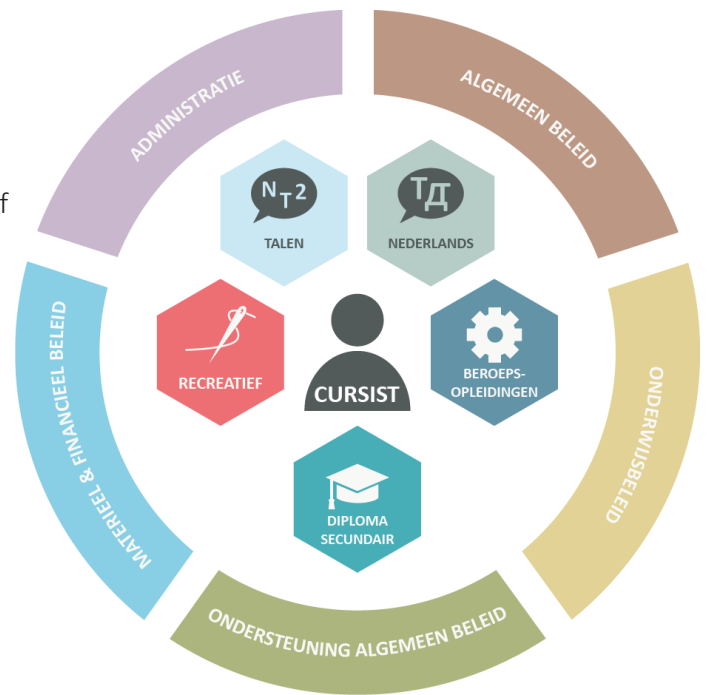 ADMINISTRATIE
ALGEMEEN BELEID
f
NT2
TALEN
TД
NEDERLANDS
RECREATIEF
CURSIST
BEROEPS-
OPLEIDINGEN
MATERIEEL & FINANCIEEL BELEID
ONDERWIJSBELEID
DIPLOMA
SECUNDAIR
ONDERSTEUNING ALGEMEEN BELEID